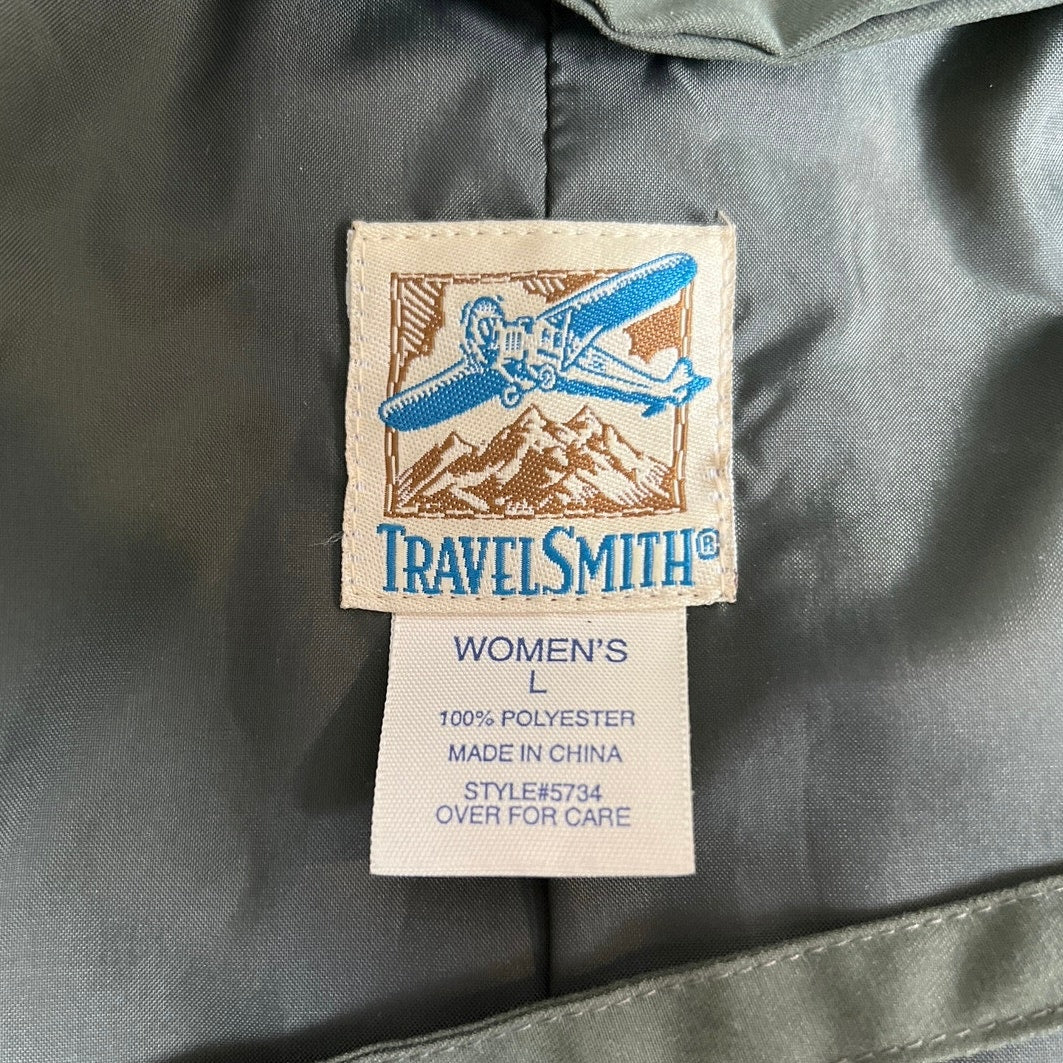 TRAVELSMITH®
WOMEN'S
L
100% POLYESTER
MADE IN CHINA
STYLE#5734
OVER FOR CARE